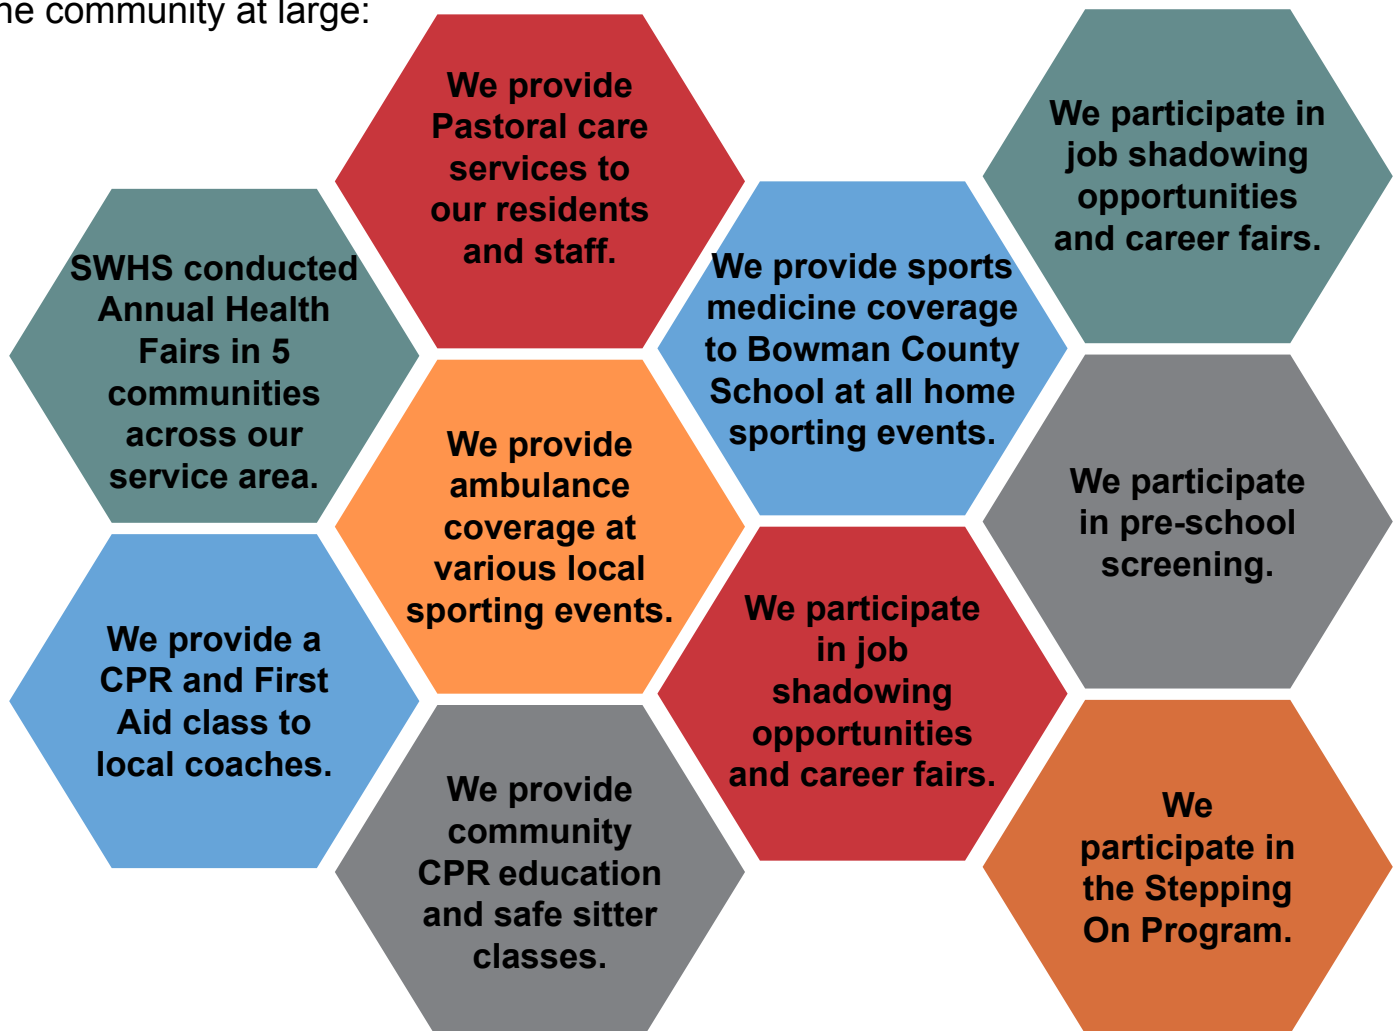 he community at large:
We provide
Pastoral care
services to
our residents
and staff.
We participate in
job shadowing
opportunities
and career fairs.
SWHS conducted
Annual Health
Fairs in 5
communities
across our
service area.
We provide sports
medicine coverage
to Bowman County
School at all home
sporting events.
We provide
ambulance
coverage at
various local
sporting events.
We participate
in pre-school
screening.
We provide a
CPR and First
Aid class to
local coaches.
We participate
in job
shadowing
opportunities
and career fairs.
We provide
community
CPR education
and safe sitter
classes.
We
participate in
the Stepping
On Program.